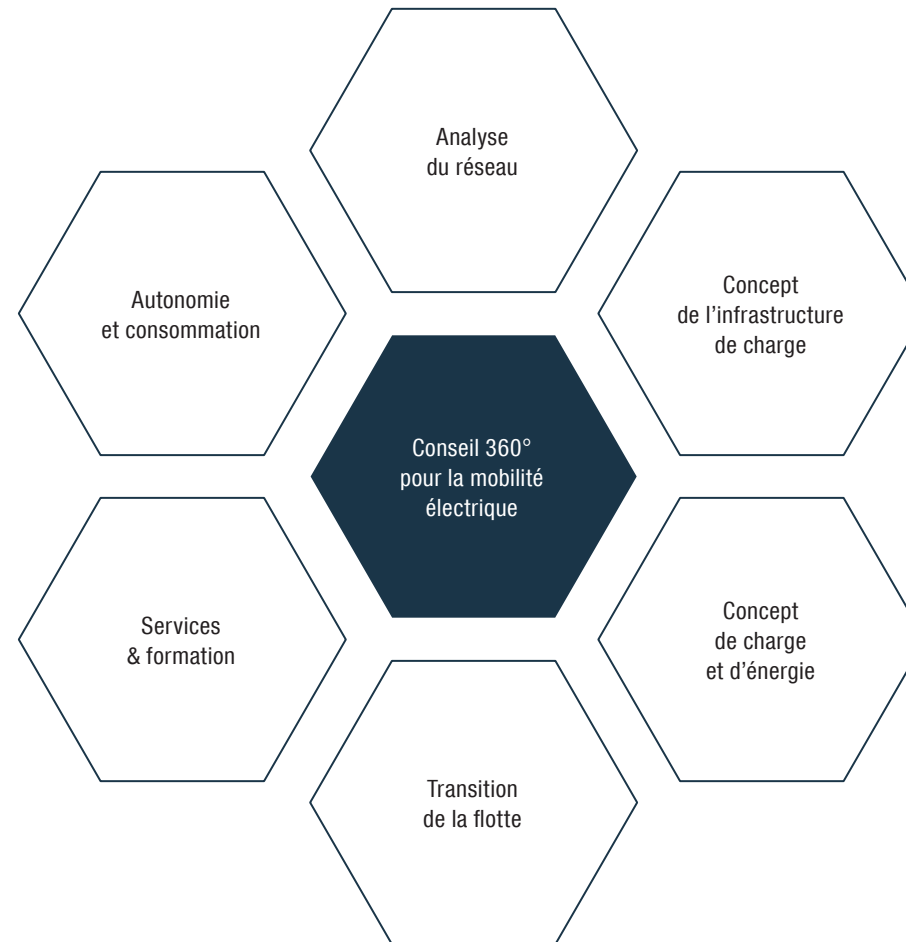 Analyse
du réseau
Autonomie
et consommation
Concept
de l’infrastructure
de charge
Conseil 360°
pour la mobilité
électrique
Services
& formation
Concept
de charge
et d’énergie
Transition
de la flotte